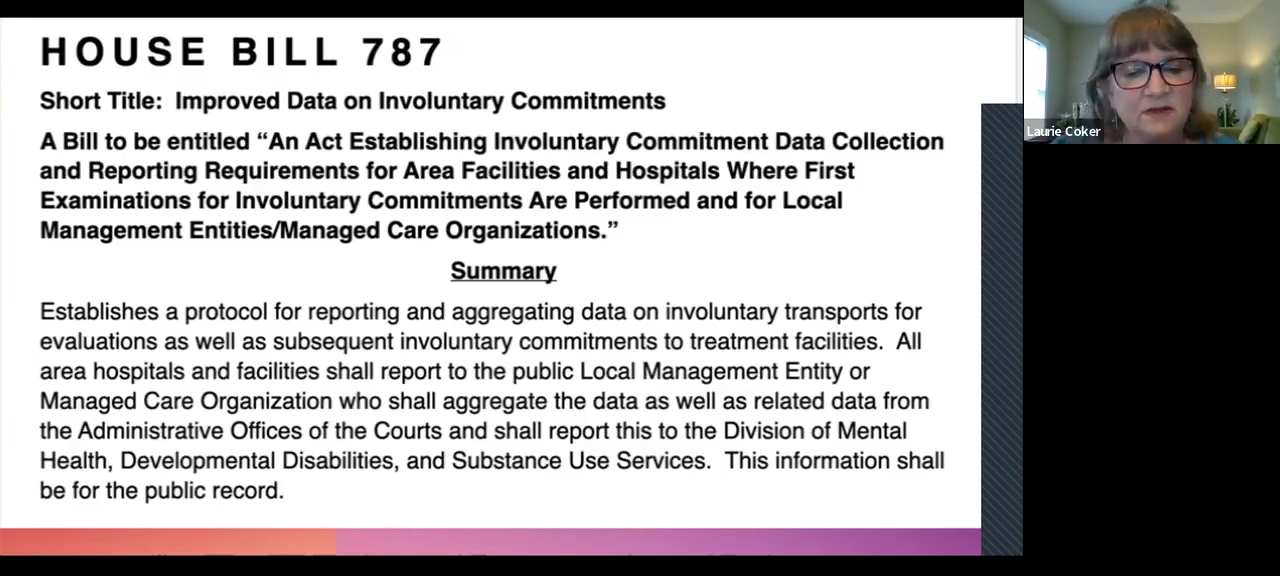 HOUSE BILL 787
Short Title:  Improved Data on Involuntary Commitments
A Bill to be entitled “An Act Establishing Involuntary Commitment Data Collection
and Reporting Requirements for Area Facilities and Hospitals Where First
Examinations for Involuntary Commitments Are Performed and for Local
Management Entities/Managed Care Organizations.”
Summary
Establishes a protocol for reporting and aggregating data on involuntary transports for
evaluations as well as subsequent involuntary commitments to treatment facilities.  All
area hospitals and facilities shall report to the public Local Management Entity or
Managed Care Organization who shall aggregate the data as well as related data from
the Administrative Offices of the Courts and shall report this to the Division of Mental
Health, Developmental Disabilities, and Substance Use Services.  This information shall
be for the public record.
Laurie Coker